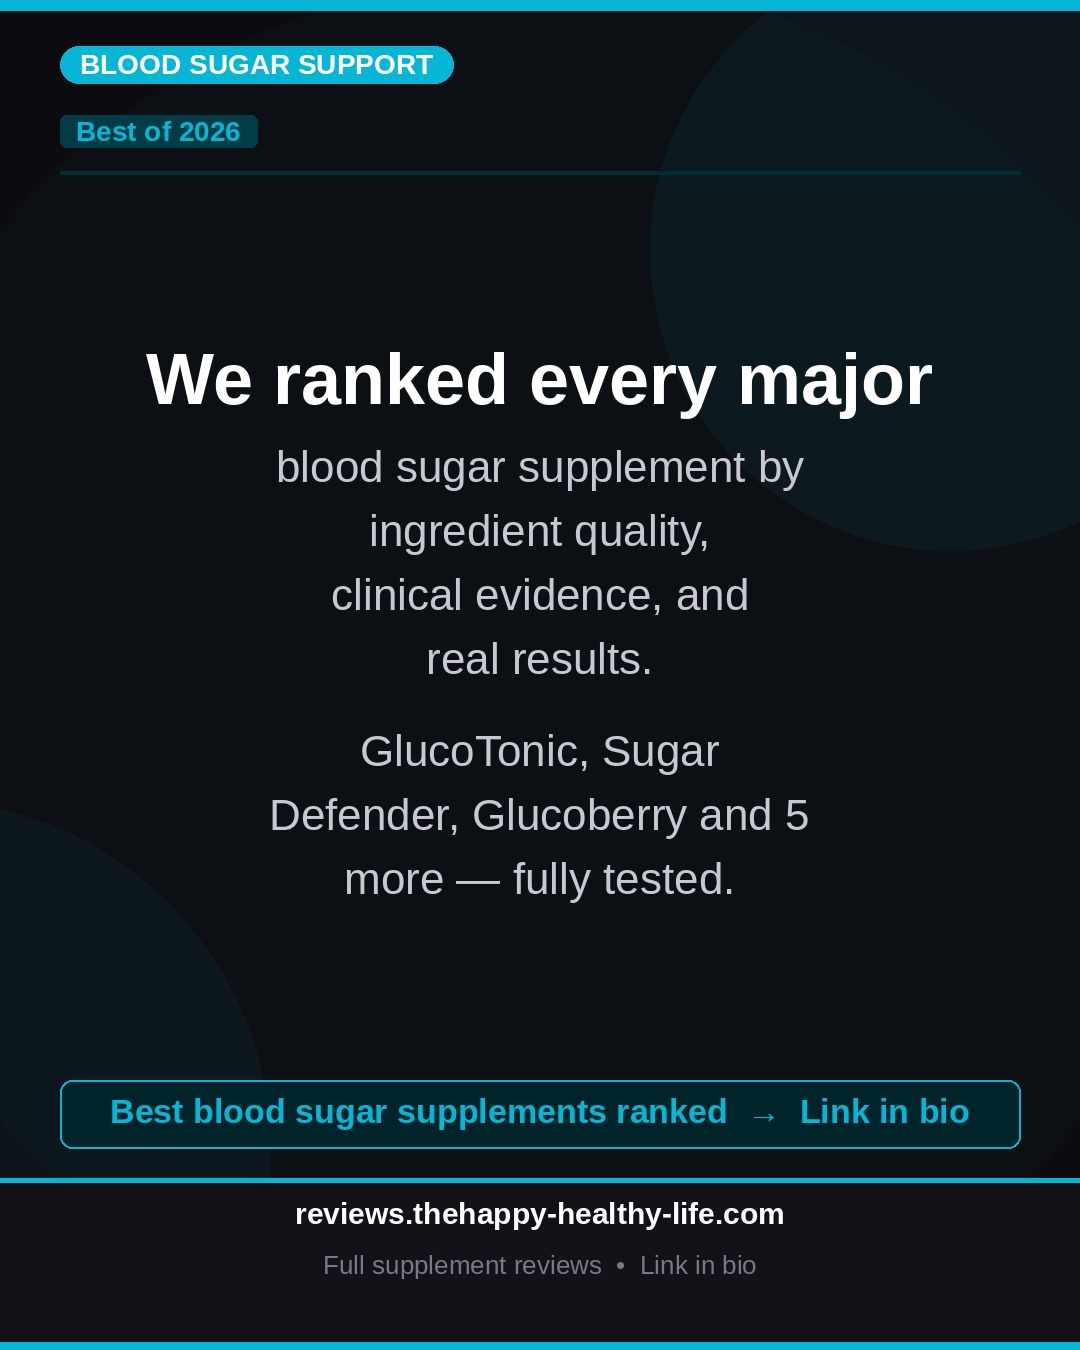 BLOOD SUGAR SUPPORT
Best of 2026
We ranked every major
blood sugar supplement by
ingredient quality,
clinical evidence, and
real results.
GlucoTonic, Sugar
Defender, Glucoberry and 5
more — fully tested.
Best blood sugar supplements ranked → Link in bio
reviews.thehappy-healthy-life.com
Full supplement reviews • Link in bio